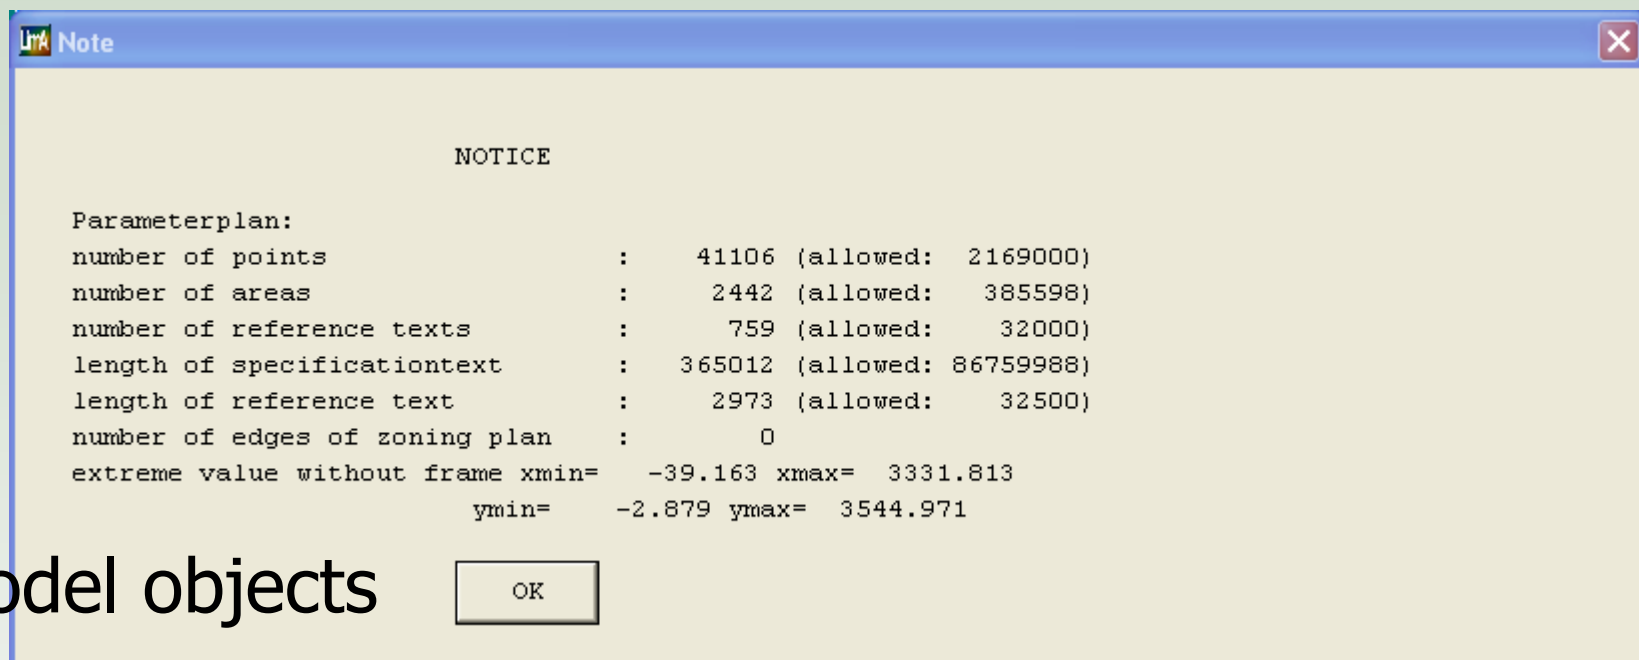 LimA Note
NOTICE
Parameterplan:
number of points : 41106 (allowed: 2169000)
number of areas : 2442 (allowed: 385598)
number of reference texts : 759 (allowed: 32000)
length of specificationtext : 365012 (allowed: 86759988)
length of reference text : 2973 (allowed: 32500)
number of edges of zoning plan : 0
extreme value without frame xmin= -39.163 xmax= 3331.813
ymin= -2.879 ymax= 3544.971
odel objects
OK